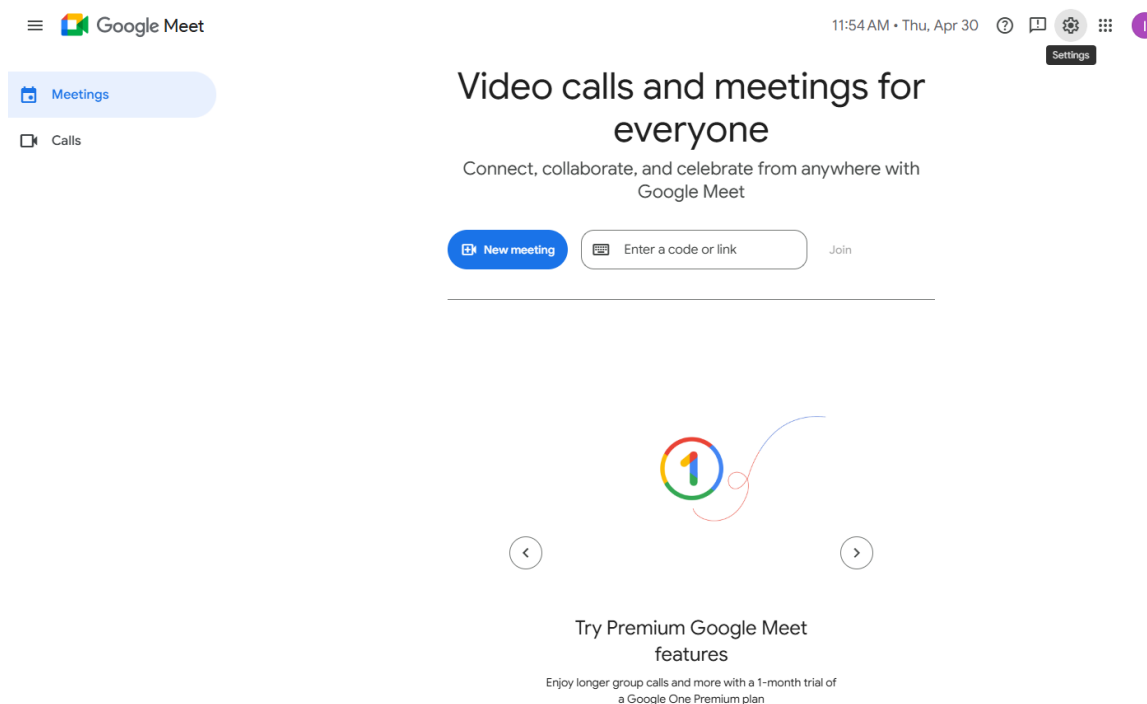 Google Meet
11:54 AM • Thu, Apr 30
Settings
Meetings
Calls
Video calls and meetings for
everyone
Connect, collaborate, and celebrate from anywhere with
Google Meet
New meeting
Enter a code or link
Join
1
Try Premium Google Meet
features
Enjoy longer group calls and more with a 1-month trial of
a Google One Premium plan